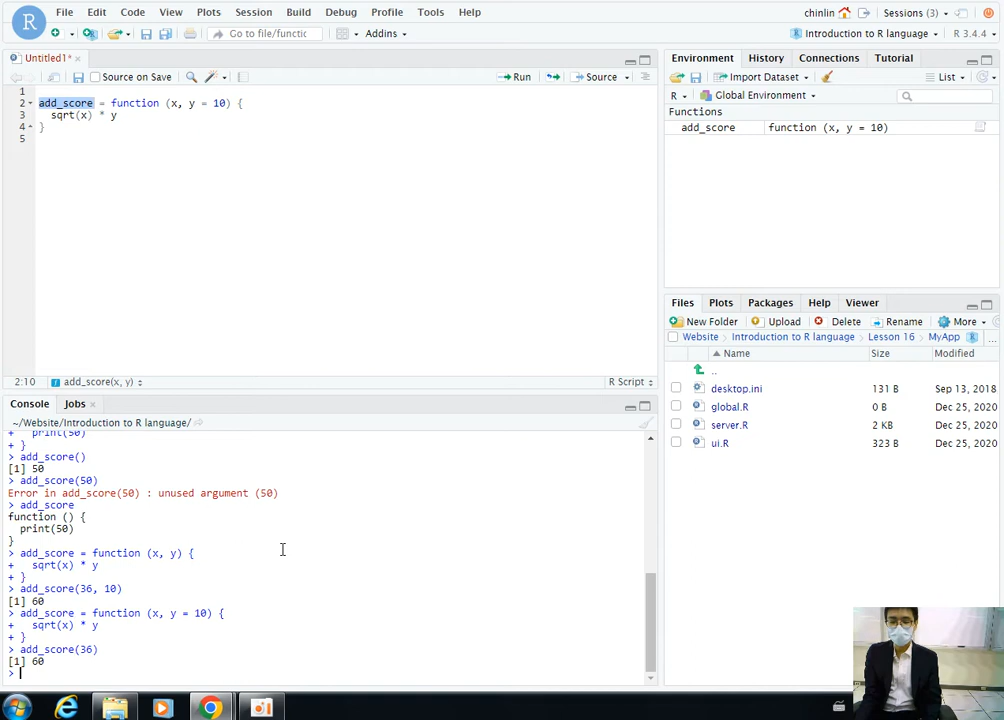 File Edit Code View Plots Session Build Debug Profile Tools Help
chinlin Sessions (3)
R
Go to file/functic Addins
Introduction to R language R 3.4.4
Untitled1*
Source on Save Run Source
1
2 add_score = function (x, y = 10) {
3 sqrt(x) * y
4 }
5
2:10 add_score(x, y) R Script
Console Jobs
~/Website/Introduction to R language/
+ print(50)
+ }
> add_score()
[1] 50
> add_score(50)
Error in add_score(50) : unused argument (50)
> add_score
function () {
print(50)
}
> add_score = function (x, y) {
+ sqrt(x) * y
+ }
> add_score(36, 10)
[1] 60
> add_score = function (x, y = 10) {
+ sqrt(x) * y
+ }
> add_score(36)
[1] 60
>
Environment History Connections Tutorial
Import Dataset List
R Global Environment
Functions
add_score function (x, y = 10)
Files Plots Packages Help Viewer
New Folder Upload Delete Rename More
Website Introduction to R language Lesson 16 MyApp ...
Name Size Modified
..
desktop.ini 131 B Sep 13, 2018
global.R 0 B Dec 25, 2020
server.R 2 KB Dec 25, 2020
ui.R 323 B Dec 25, 2020